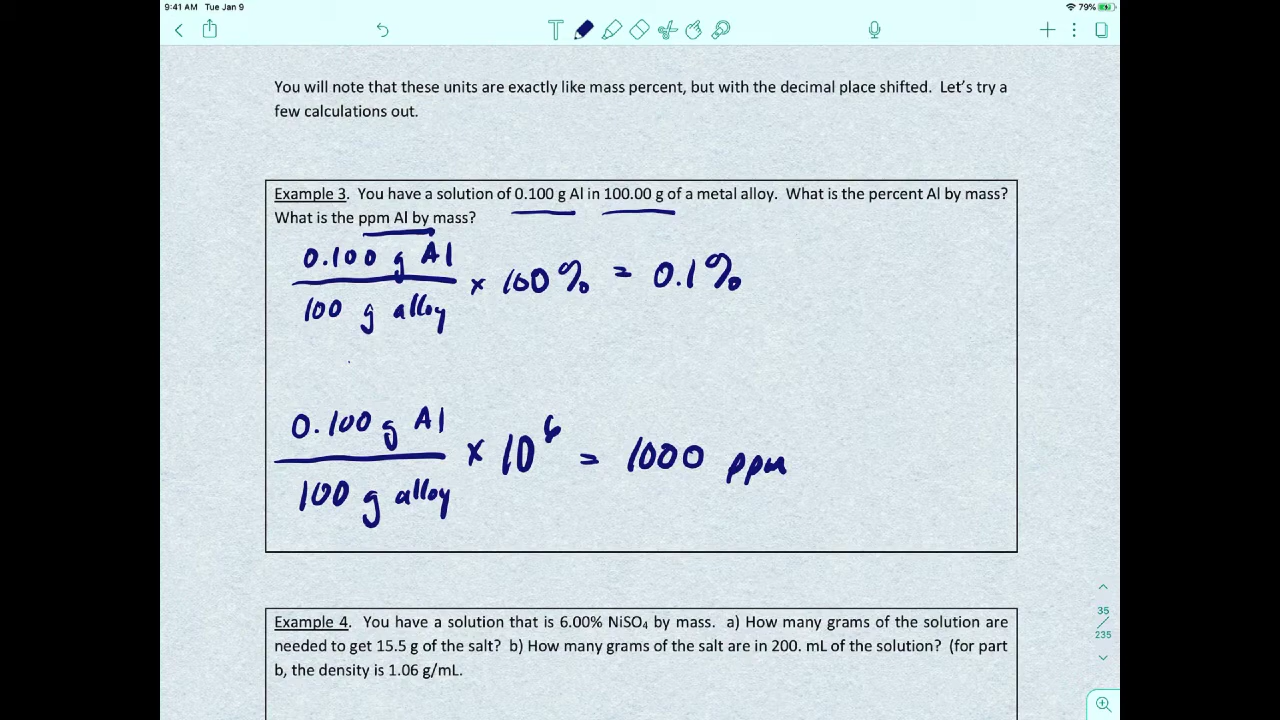 9:41 AM Tue Jan 9
79%
You will note that these units are exactly like mass percent, but with the decimal place shifted. Let's try a
few calculations out.
Example 3. You have a solution of 0.100 g Al in 100.00 g of a metal alloy. What is the percent Al by mass?
What is the ppm Al by mass?
0.100 g Al
100 g alloy
× 100% = 0.1%
0.100 g Al
100 g alloy
× 10⁶ = 1000 ppm
Example 4. You have a solution that is 6.00% NiSO₄ by mass. a) How many grams of the solution are
needed to get 15.5 g of the salt? b) How many grams of the salt are in 200. mL of the solution? (for part
b, the density is 1.06 g/mL.
35
/
235